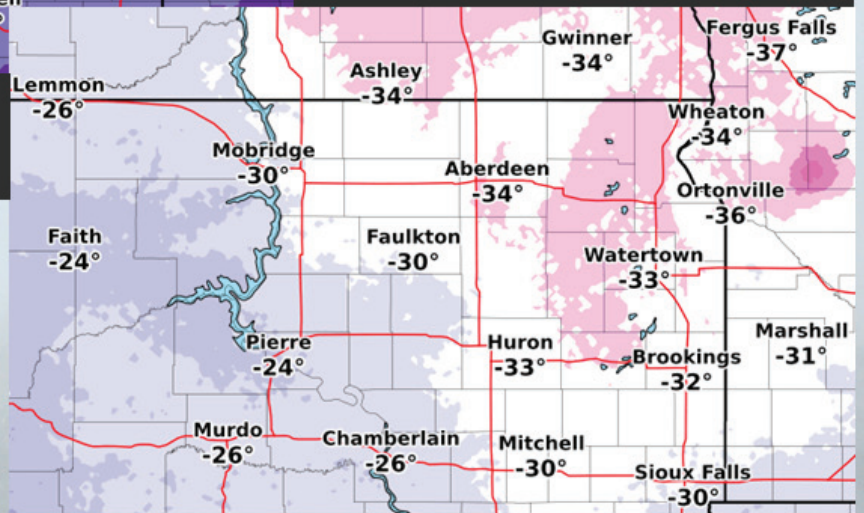 Fergus Falls
-37°
Gwinner
-34°
Ashley
-34°
Lemmon
-26°
Wheaton
-34°
Mobridge
-30°
Aberdeen
-34°
Ortonville
-36°
Faith
-24°
Faulkton
-30°
Watertown
-33°
Pierre
-24°
Huron
-33°
Marshall
-31°
Brookings
-32°
Murdo
-26°
Chamberlain
-26°
Mitchell
-30°
Sioux Falls
-30°